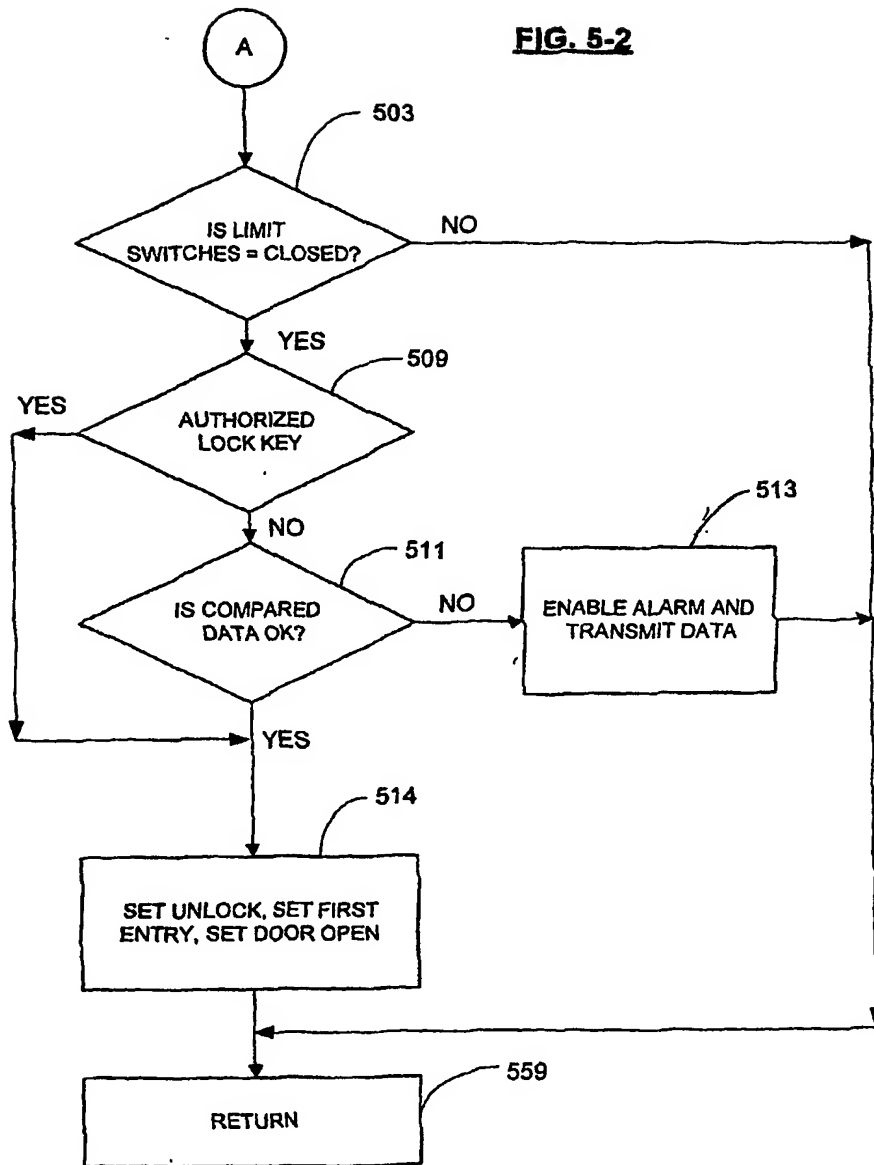 FIG. 5-2
A
503
IS LIMIT
SWITCHES = CLOSED?
NO
YES
509
YES
AUTHORIZED
LOCK KEY
NO
511
513
IS COMPARED
DATA OK?
NO
ENABLE ALARM AND
TRANSMIT DATA
YES
514
SET UNLOCK, SET FIRST
ENTRY, SET DOOR OPEN
559
RETURN